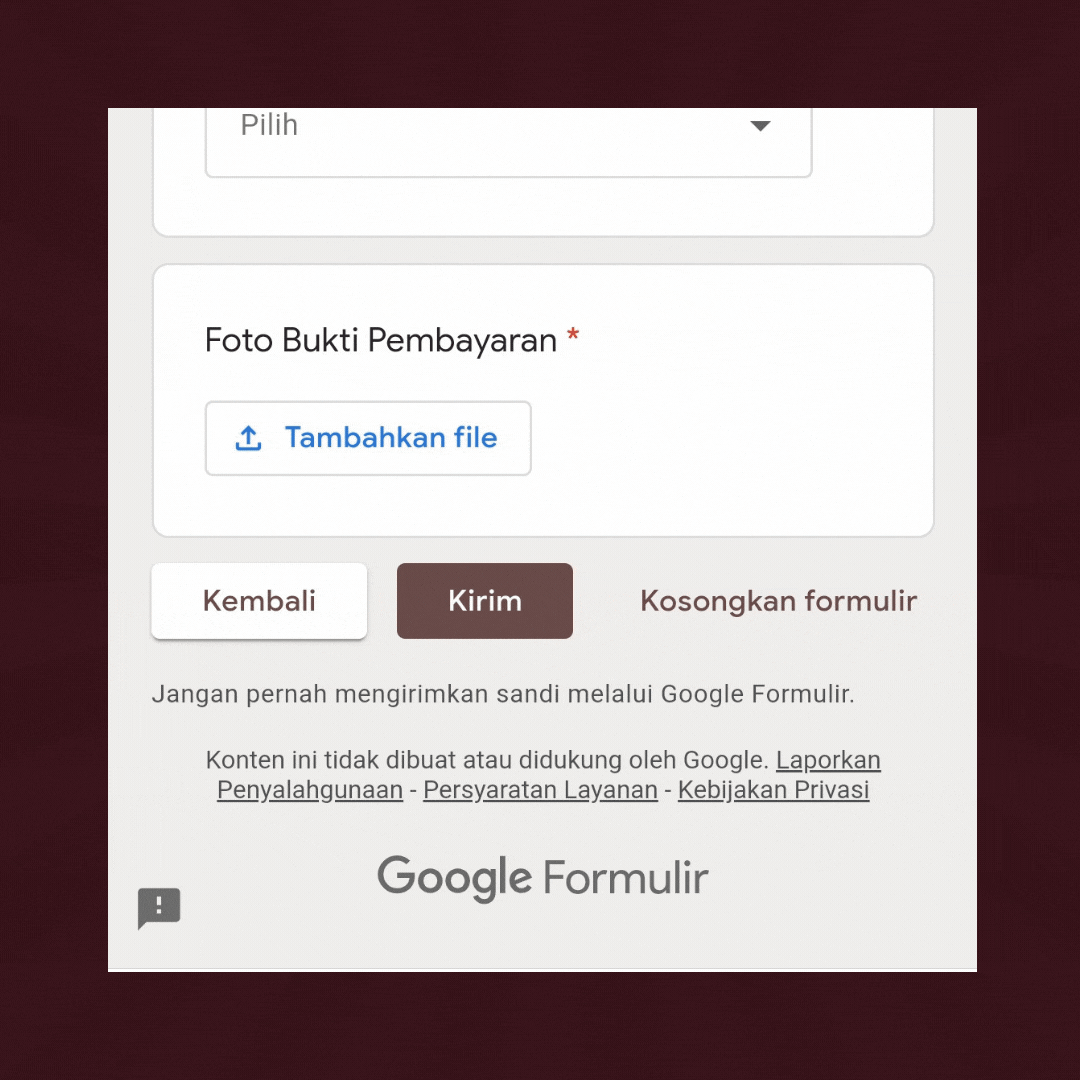 Pilih
Foto Bukti Pembayaran *
Tambahkan file
Kembali
Kirim
Kosongkan formulir
Jangan pernah mengirimkan sandi melalui Google Formulir.
Konten ini tidak dibuat atau didukung oleh Google. Laporkan
Penyalahgunaan - Persyaratan Layanan - Kebijakan Privasi
Google Formulir